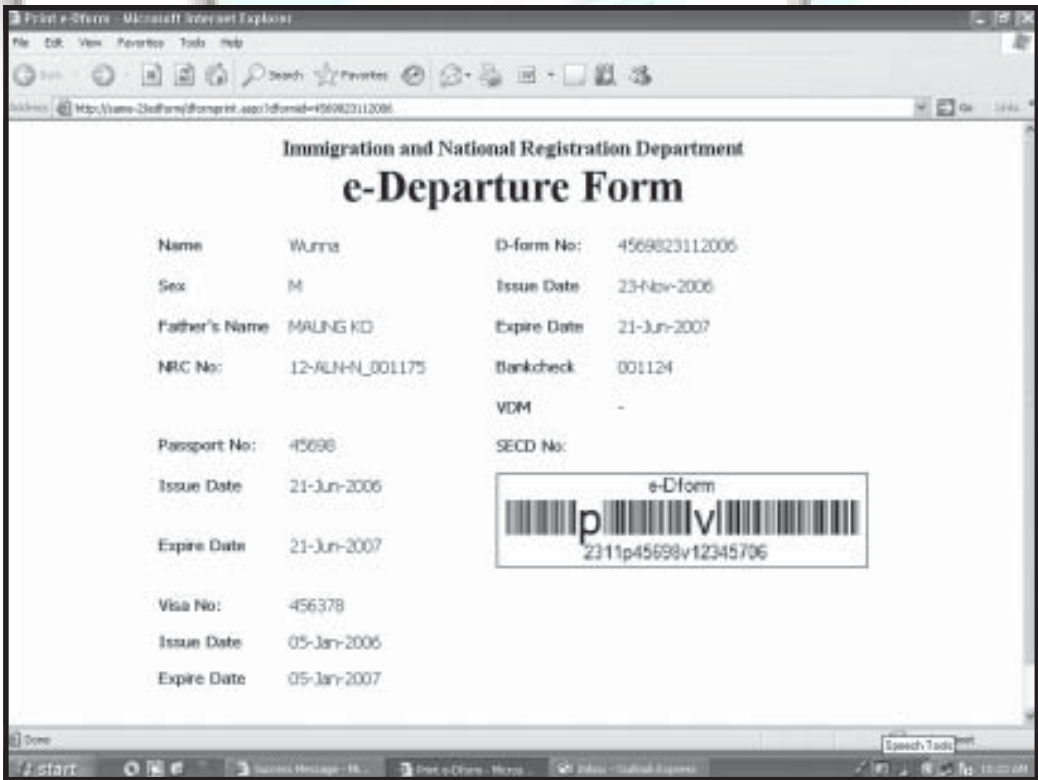 Print e-Dform - Microsoft Internet Explorer
File Edit View Favorites Tools Help
Search Favorites
Immigration and National Registration Department
e-Departure Form
Name Wunna D-form No: 4569823112006
Sex M Issue Date 23-Nov-2006
Father's Name MAUNG KO Expire Date 21-Jun-2007
NRC No: 12-ALN-N_001175 Bankcheck 001124
VDM -
Passport No: 45698 SECD No:
Issue Date 21-Jun-2006
e-Dform
Expire Date 21-Jun-2007
p v
2311p45698v12345706
Visa No: 456378
Issue Date 05-Jan-2006
Expire Date 05-Jan-2007
Done
Speech Tools
start